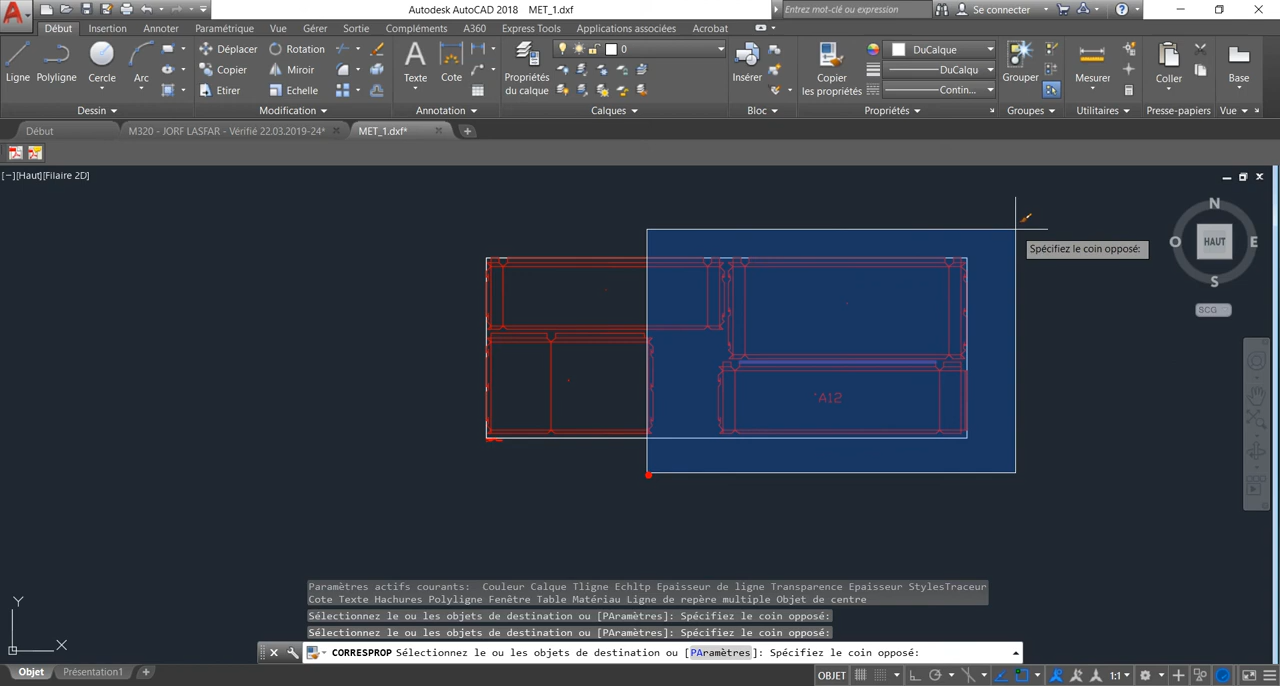 Autodesk AutoCAD 2018 MET_1.dxf
Entrez mot-clé ou expression
Se connecter
Début Insertion Annoter Paramétrique Vue Gérer Sortie Compléments A360 Express Tools Applications associées Acrobat
Ligne Polyligne Cercle Arc
Déplacer Rotation
Copier Miroir
Etirer Echelle
Texte Cote
Propriétés du calque
0
Insérer
Copier les propriétés
DuCalque
DuCalqu
Contin...
Grouper
Mesurer
Coller
Base
Dessin Modification Annotation Calques Bloc Propriétés Groupes Utilitaires Presse-papiers Vue
Début M320 - JORF LASFAR - Vérifié 22.03.2019-24* MET_1.dxf*
[−][Haut][Filaire 2D]
N
O HAUT E
S
SCG
Spécifiez le coin opposé:
A12
Paramètres actifs courants: Couleur Calque Tligne Echltp Epaisseur de ligne Transparence Epaisseur StylesTraceur
Cote Texte Hachures Polyligne Fenêtre Table Matériau Ligne de repère multiple Objet de centre
Sélectionnez le ou les objets de destination ou [PAramètres]: Spécifiez le coin opposé:
Sélectionnez le ou les objets de destination ou [PAramètres]: Spécifiez le coin opposé:
CORRESPROP Sélectionnez le ou les objets de destination ou [PAramètres]: Spécifiez le coin opposé:
Y
X
Objet Présentation1
OBJET 1:1